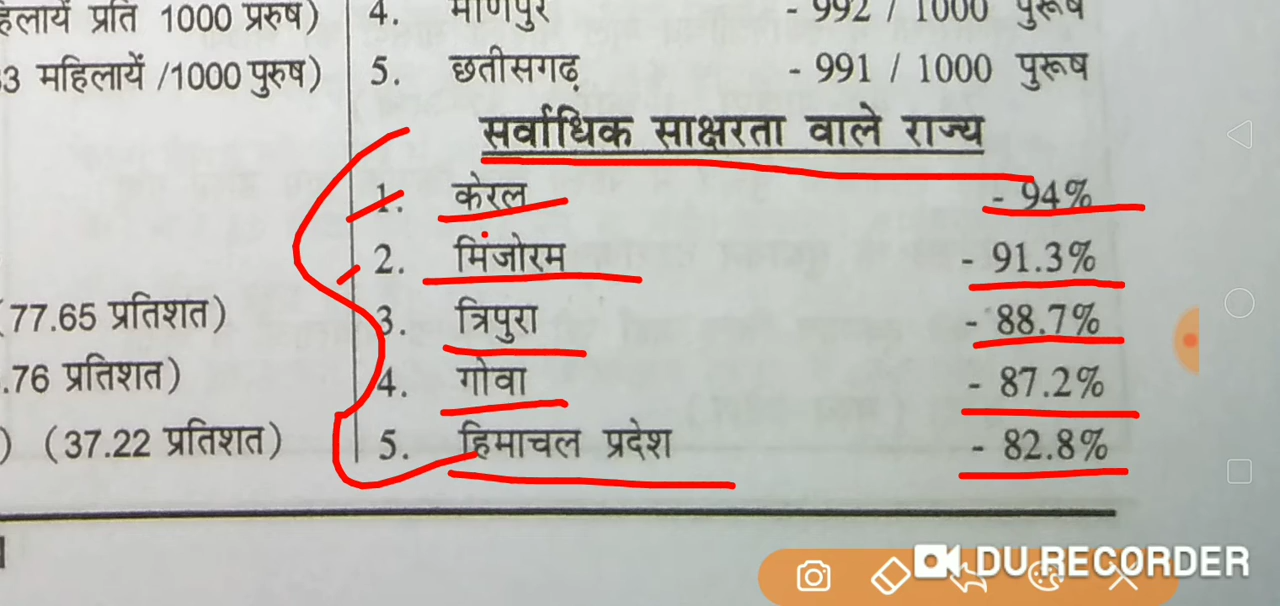 हिलायें प्रति 1000 प्ररुष)
3 महिलायें /1000 पुरुष)
77.65 प्रतिशत)
.76 प्रतिशत)
) (37.22 प्रतिशत)
4. माणिपुर - 992 / 1000 पुरूष
5. छतीसगढ़ - 991 / 1000 पुरूष
सर्वाधिक साक्षरता वाले राज्य
1. केरल - 94%
2. मिंजोरम - 91.3%
3. त्रिपुरा - 88.7%
4. गोवा - 87.2%
5. हिमाचल प्रदेश - 82.8%
DU RECORDER